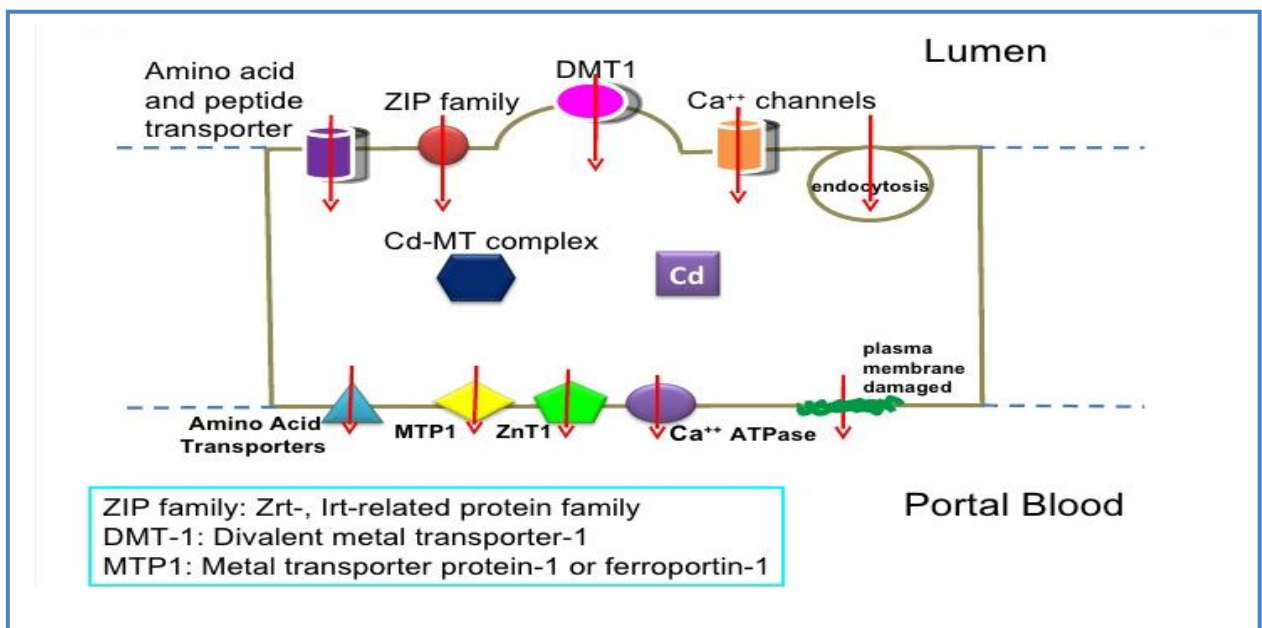 Lumen
Amino acid
and peptide
transporter
ZIP family
DMT1
Ca⁺⁺ channels
endocytosis
Cd-MT complex
Cd
plasma
membrane
damaged
Amino Acid
Transporters
MTP1
ZnT1
Ca⁺⁺ ATPase
Portal Blood
ZIP family: Zrt-, Irt-related protein family
DMT-1: Divalent metal transporter-1
MTP1: Metal transporter protein-1 or ferroportin-1